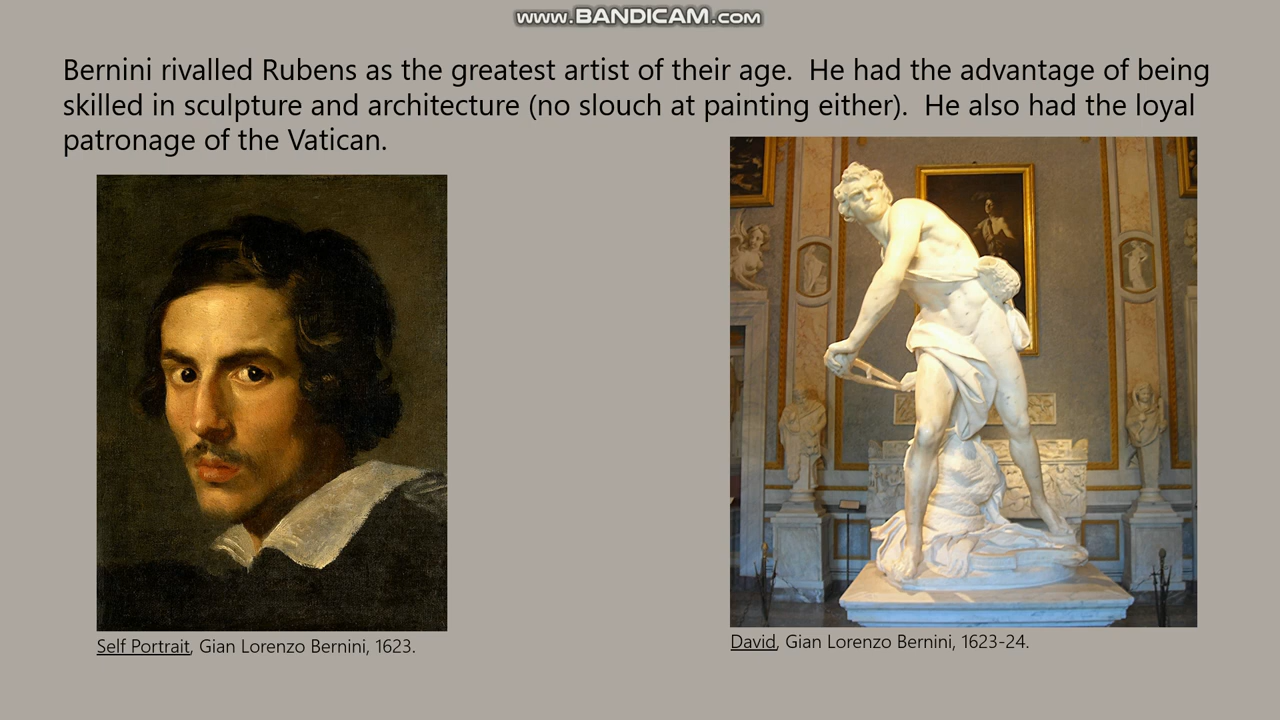 www.BANDICAM.com
Bernini rivalled Rubens as the greatest artist of their age.  He had the advantage of being
skilled in sculpture and architecture (no slouch at painting either).  He also had the loyal
patronage of the Vatican.
Self Portrait, Gian Lorenzo Bernini, 1623.
David, Gian Lorenzo Bernini, 1623-24.